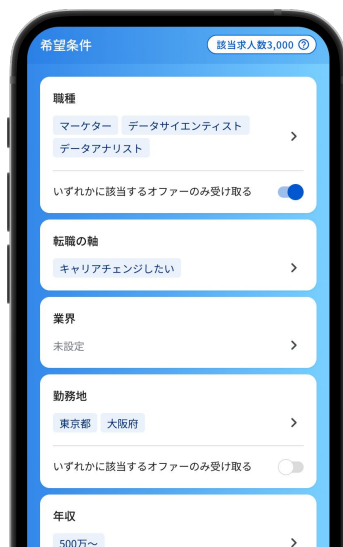 希望条件
該当求人数3,000 ?
職種
マーケター データサイエンティスト
データアナリスト
いずれかに該当するオファーのみ受け取る
転職の軸
キャリアチェンジしたい
業界
未設定
勤務地
東京都 大阪府
いずれかに該当するオファーのみ受け取る
年収
500万〜